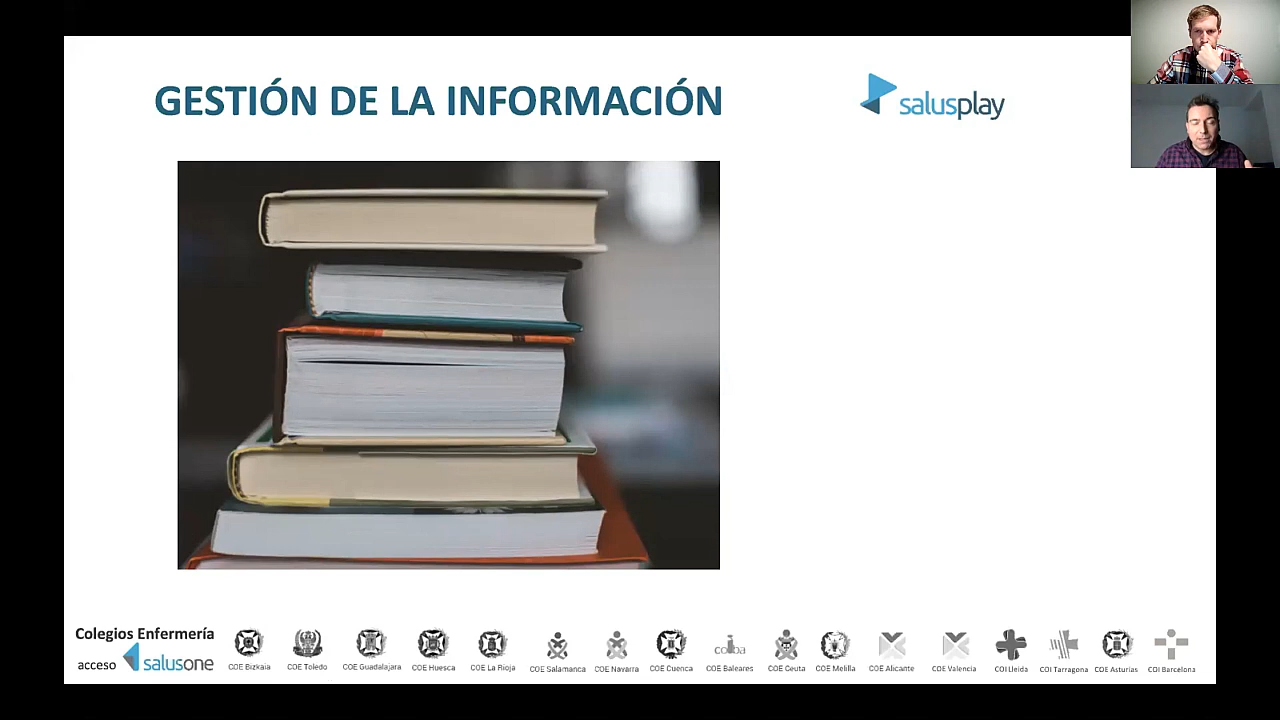 GESTIÓN DE LA INFORMACIÓN
salusplay
Colegios Enfermería
acceso salusone
COE Bizkaia
COE Toledo
COE Guadalajara
COE Huesca
COE La Rioja
COE Salamanca
COE Navarra
COE Cuenca
COE Baleares
COE Ceuta
COE Melilla
COE Alicante
COE Valencia
COI Lleida
COI Tarragona
COE Asturias
COI Barcelona